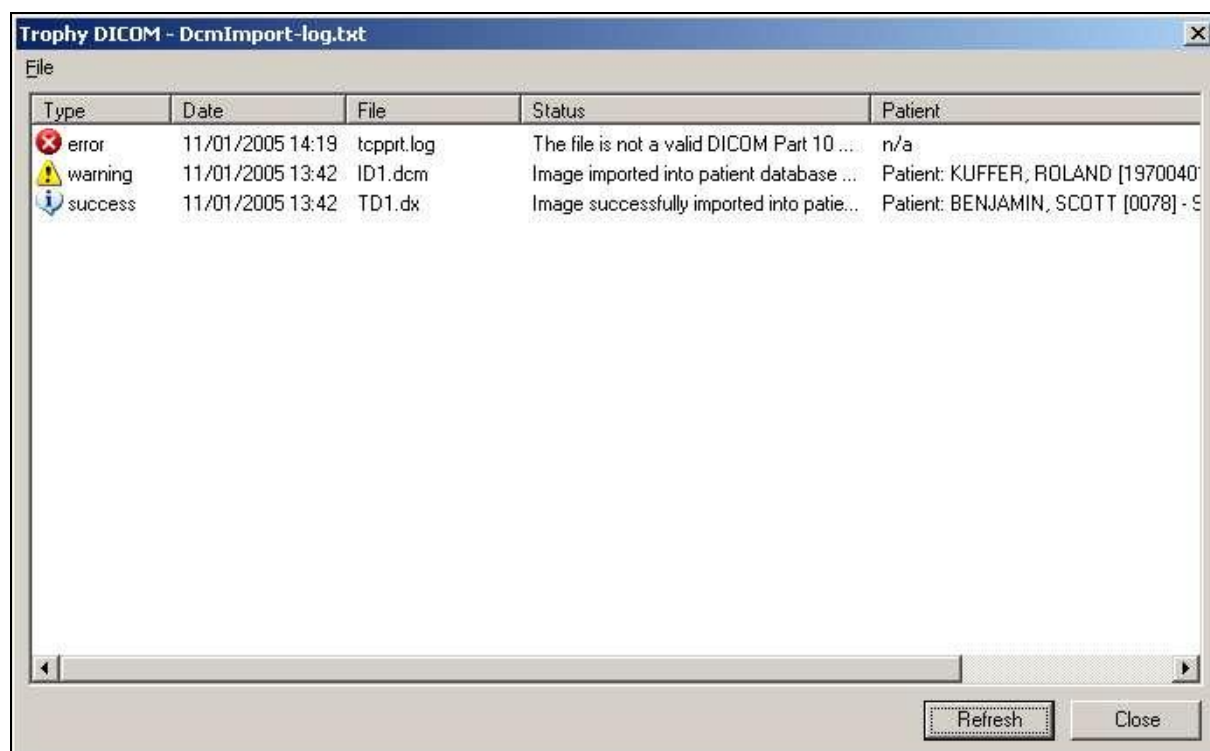 Trophy DICOM - DcmImport-log.txt
File
Type Date File Status Patient
error 11/01/2005 14:19 tcpprt.log The file is not a valid DICOM Part 10 ... n/a
warning 11/01/2005 13:42 ID1.dcm Image imported into patient database ... Patient: KUFFER, ROLAND [19700401
success 11/01/2005 13:42 TD1.dx Image successfully imported into patie... Patient: BENJAMIN, SCOTT [0078] - S
Refresh Close